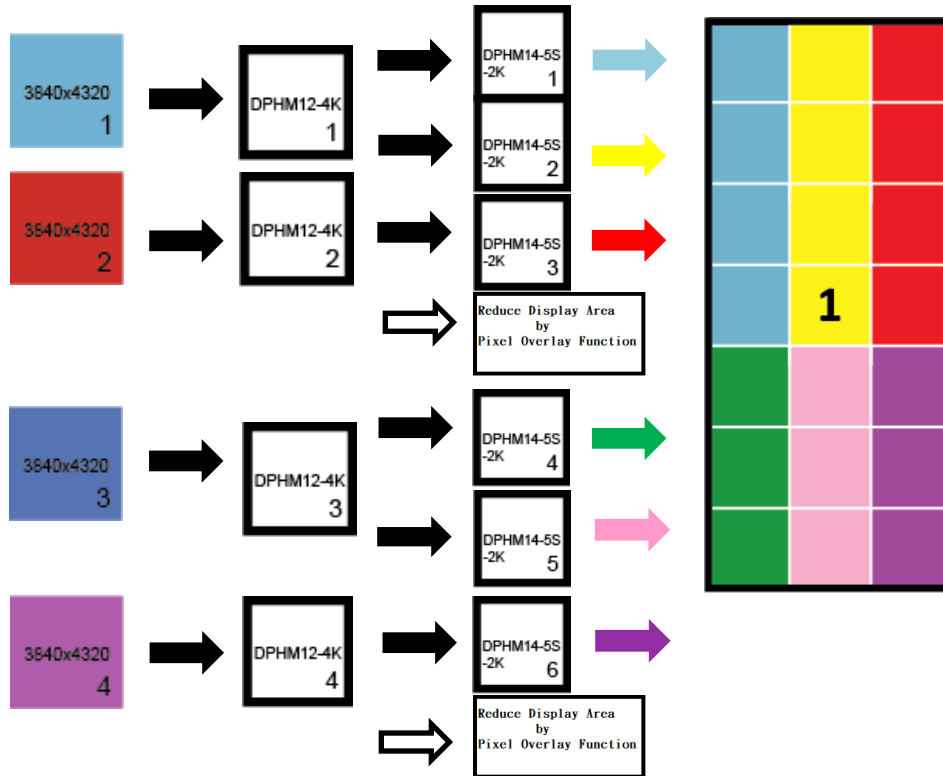 3840x4320
1
DPHM12-4K
1
DPHM14-5S
-2K
1
DPHM14-5S
-2K
2
3840x4320
2
DPHM12-4K
2
DPHM14-5S
-2K
3
Reduce Display Area
by
Pixel Overlay Function
1
3840x4320
3
DPHM12-4K
3
DPHM14-5S
-2K
4
DPHM14-5S
-2K
5
3840x4320
4
DPHM12-4K
4
DPHM14-5S
-2K
6
Reduce Display Area
by
Pixel Overlay Function